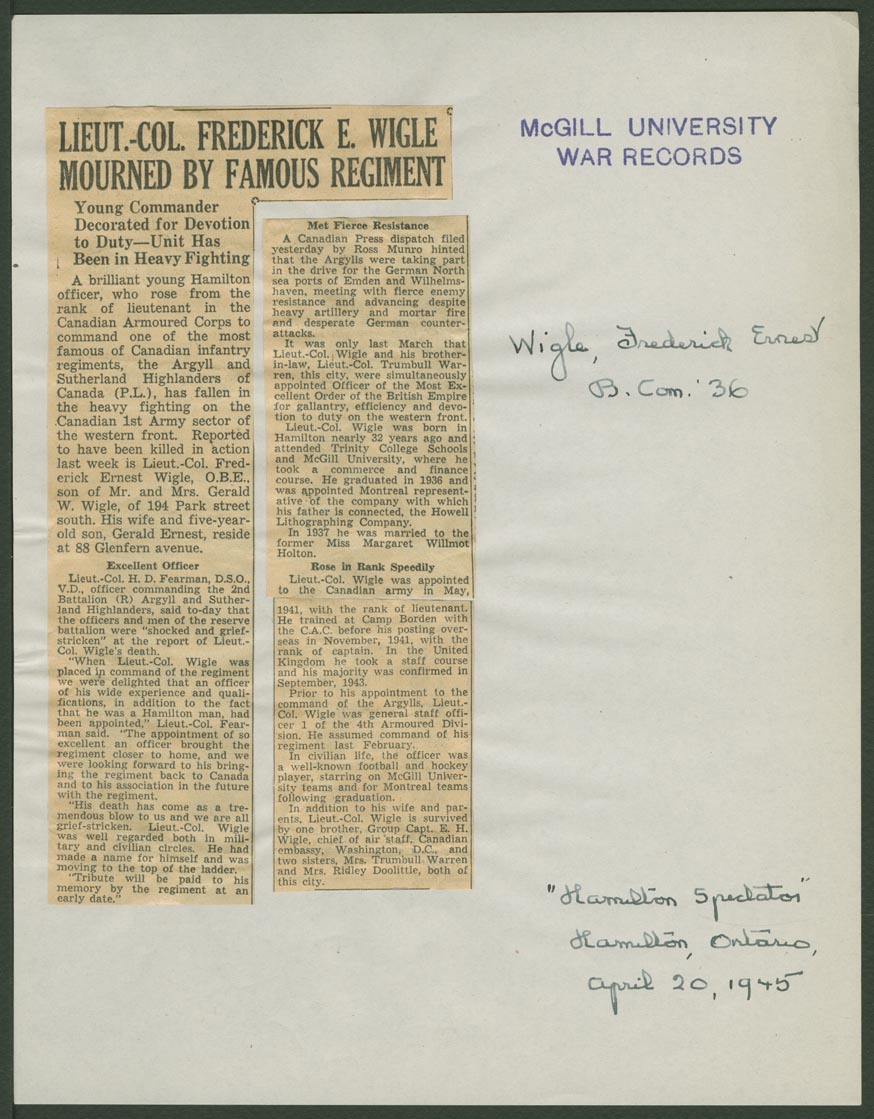 LIEUT.-COL. FREDERICK E. WIGLE
MOURNED BY FAMOUS REGIMENT
Young Commander
Decorated for Devotion
to Duty—Unit Has
Been in Heavy Fighting
A brilliant young Hamilton
officer, who rose from the
rank of lieutenant in the
Canadian Armoured Corps to
command one of the most
famous of Canadian infantry
regiments, the Argyll and
Sutherland Highlanders of
Canada (P.L.), has fallen in
the heavy fighting on the
Canadian 1st Army sector of
the western front. Reported
to have been killed in action
last week is Lieut.-Col. Fred-
erick Ernest Wigle, O.B.E.,
son of Mr. and Mrs. Gerald
W. Wigle, of 194 Park street
south. His wife and five-year-
old son, Gerald Ernest, reside
at 88 Glenfern avenue.
Excellent Officer
Lieut.-Col. H. D. Fearman, D.S.O.,
V.D., officer commanding the 2nd
Battalion (R) Argyll and Suther-
land Highlanders, said to-day that
the officers and men of the reserve
battalion were "shocked and grief-
stricken" at the report of Lieut.-
Col. Wigle's death.
"When Lieut.-Col. Wigle was
placed in command of the regiment
we were delighted that an officer
of his wide experience and quali-
fications, in addition to the fact
that he was a Hamilton man, had
been appointed," Lieut.-Col. Fear-
man said. "The appointment of so
excellent an officer brought the
regiment closer to home, and we
were looking forward to his bring-
ing the regiment back to Canada
and to his association in the future
with the regiment.
"His death has come as a tre-
mendous blow to us and we are all
grief-stricken. Lieut.-Col. Wigle
was well regarded both in mili-
tary and civilian circles. He had
made a name for himself and was
moving to the top of the ladder.
"Tribute will be paid to his
memory by the regiment at an
early date."
Met Fierce Resistance
A Canadian Press dispatch filed
yesterday by Ross Munro hinted
that the Argylls were taking part
in the drive for the German North
sea ports of Emden and Wilhelms-
haven, meeting with fierce enemy
resistance and advancing despite
heavy artillery and mortar fire
and desperate German counter-
attacks.
It was only last March that
Lieut.-Col. Wigle and his brother-
in-law, Lieut.-Col. Trumbull War-
ren, this city, were simultaneously
appointed Officer of the Most Ex-
cellent Order of the British Empire
for gallantry, efficiency and devo-
tion to duty on the western front.
Lieut.-Col. Wigle was born in
Hamilton nearly 32 years ago and
attended Trinity College Schools
and McGill University, where he
took a commerce and finance
course. He graduated in 1936 and
was appointed Montreal represent-
ative of the company with which
his father is connected, the Howell
Lithographing Company.
In 1937 he was married to the
former Miss Margaret Willmot
Holton.
Rose in Rank Speedily
Lieut.-Col. Wigle was appointed
to the Canadian army in May,
1941, with the rank of lieutenant.
He trained at Camp Borden with
the C.A.C. before his posting over-
seas in November, 1941, with the
rank of captain. In the United
Kingdom he took a staff course
and his majority was confirmed in
September, 1943.
Prior to his appointment to the
command of the Argylls, Lieut.-
Col. Wigle was general staff offi-
cer 1 of the 4th Armoured Divi-
sion. He assumed command of his
regiment last February.
In civilian life, the officer was
a well-known football and hockey
player, starring on McGill Univer-
sity teams and for Montreal teams
following graduation.
In addition to his wife and par-
ents, Lieut.-Col. Wigle is survived
by one brother, Group Capt. E. H.
Wigle, chief of air staff, Canadian
embassy, Washington, D.C., and
two sisters, Mrs. Trumbull Warren
and Mrs. Ridley Doolittle, both of
this city.
McGILL UNIVERSITY
WAR RECORDS
Wigle, Frederick Ernest
B. Com. '36
"Hamilton Spectator"
Hamilton, Ontario,
April 20, 1945